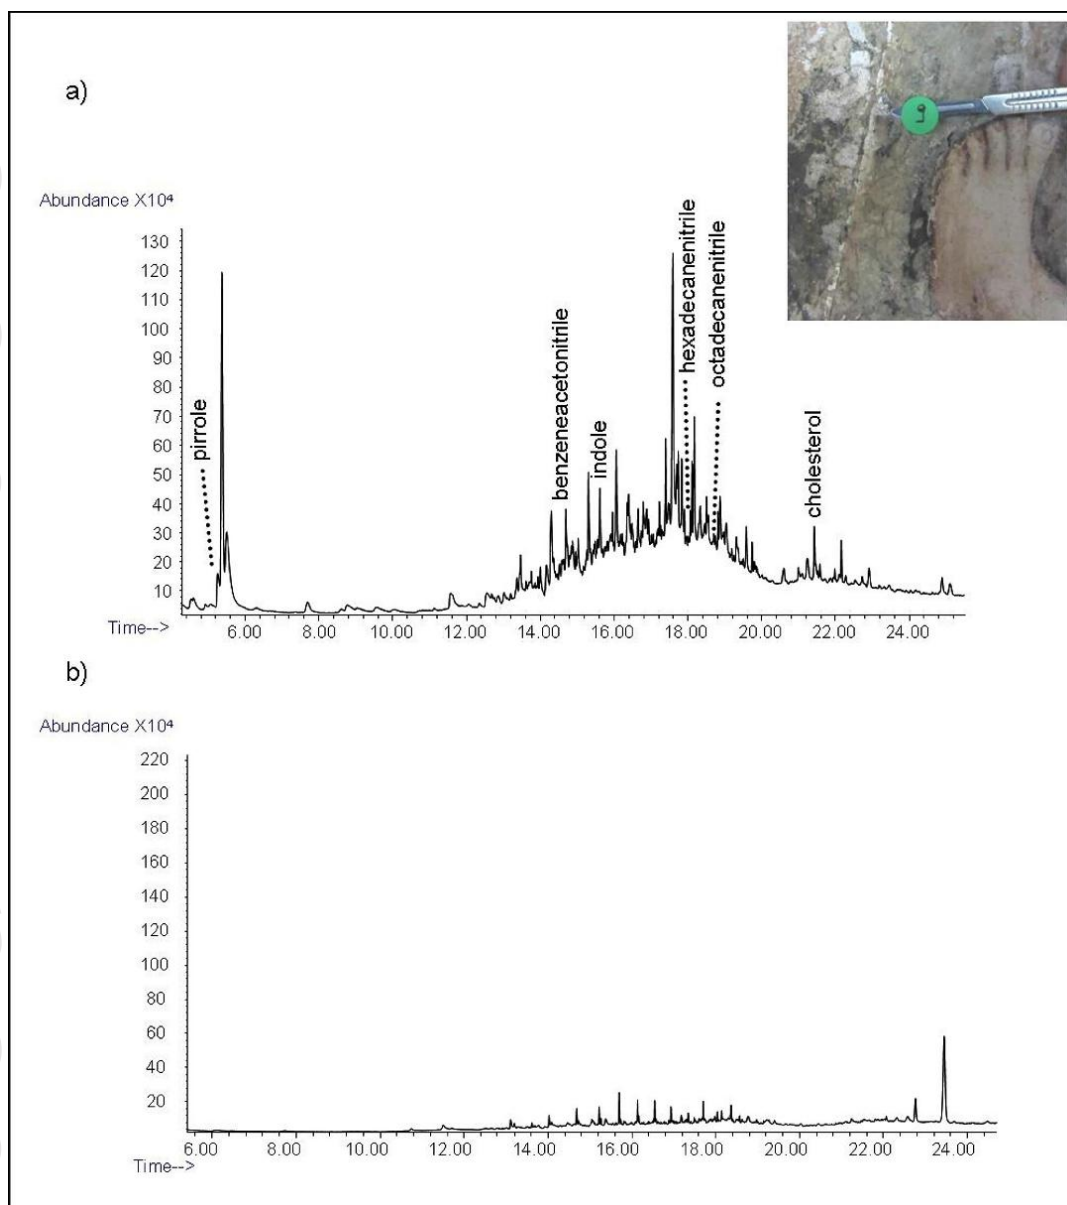 a)
Abundance X10⁴
130
120
110
100
90
80
70
60
50
40
30
20
10
pirrole
benzeneacetonitrile
indole
hexadecanenitrile
octadecanenitrile
cholesterol
6.00 8.00 10.00 12.00 14.00 16.00 18.00 20.00 22.00 24.00
Time-->
b)
Abundance X10⁴
220
200
180
160
140
120
100
80
60
40
20
6.00 8.00 10.00 12.00 14.00 16.00 18.00 20.00 22.00 24.00
Time-->